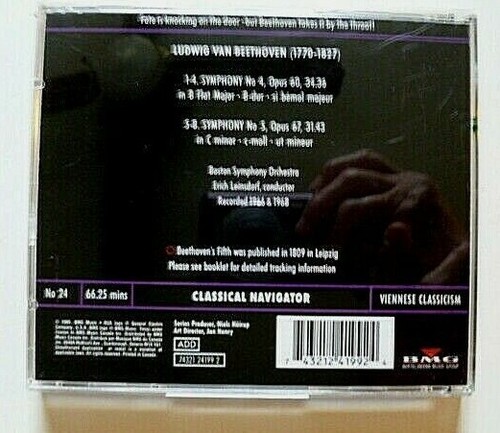 Fate is knocking on the door - but Beethoven takes it by the throat!
LUDWIG VAN BEETHOVEN (1770-1827)
1-4. SYMPHONY No 4, Opus 60, 34.36
in B Flat Major · B-dur · si bémol majeur
5-8. SYMPHONY No 5, Opus 67, 31.43
in C minor · c-moll · ut mineur
Boston Symphony Orchestra
Erich Leinsdorf, conductor
Recorded 1966 & 1968
Beethoven's Fifth was published in 1809 in Leipzig
Please see booklet for detailed tracking information
No 24
66.25 mins
CLASSICAL NAVIGATOR
VIENNESE CLASSICISM
Series Producer,
Art Director, Jan Henry
ADD
74321 24199 2
7 43212 41992 4
BMG